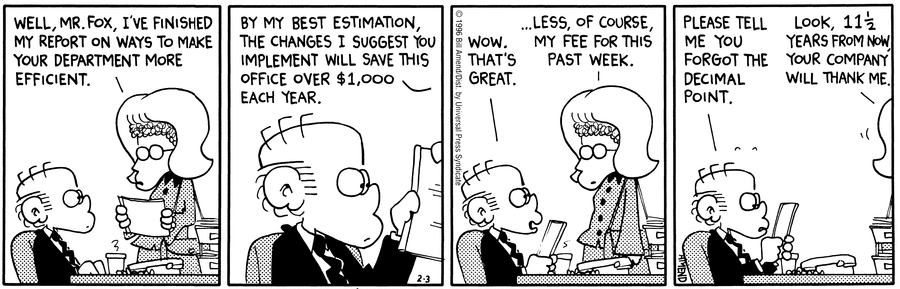 WELL, MR. FOX, I'VE FINISHED
MY REPORT ON WAYS TO MAKE
YOUR DEPARTMENT MORE
EFFICIENT.
BY MY BEST ESTIMATION,
THE CHANGES I SUGGEST YOU
IMPLEMENT WILL SAVE THIS
OFFICE OVER $1,000
EACH YEAR.
2-3
© 1996 Bill Amend/Dist. by Universal Press Syndicate
WOW.
THAT'S
GREAT.
...LESS, OF COURSE,
MY FEE FOR THIS
PAST WEEK.
PLEASE TELL
ME YOU
FORGOT THE
DECIMAL
POINT.
LOOK, 11½
YEARS FROM NOW,
YOUR COMPANY
WILL THANK ME.
AMEND